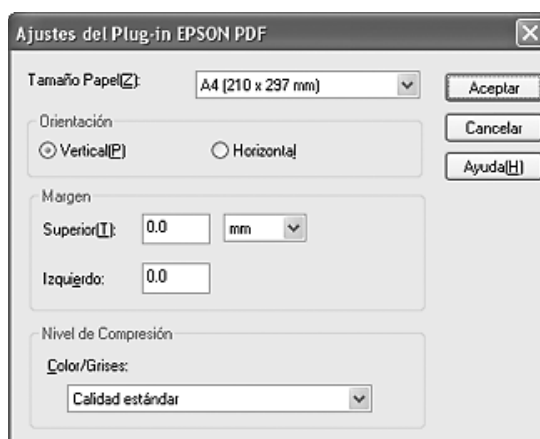 Ajustes del Plug-in EPSON PDF
Tamaño Papel(Z): A4 (210 x 297 mm)
Aceptar
Orientación
Cancelar
Vertical(P) Horizontal
Ayuda(H)
Margen
Superior(T): 0.0 mm
Izquierdo: 0.0
Nivel de Compresión
Color/Grises:
Calidad estándar